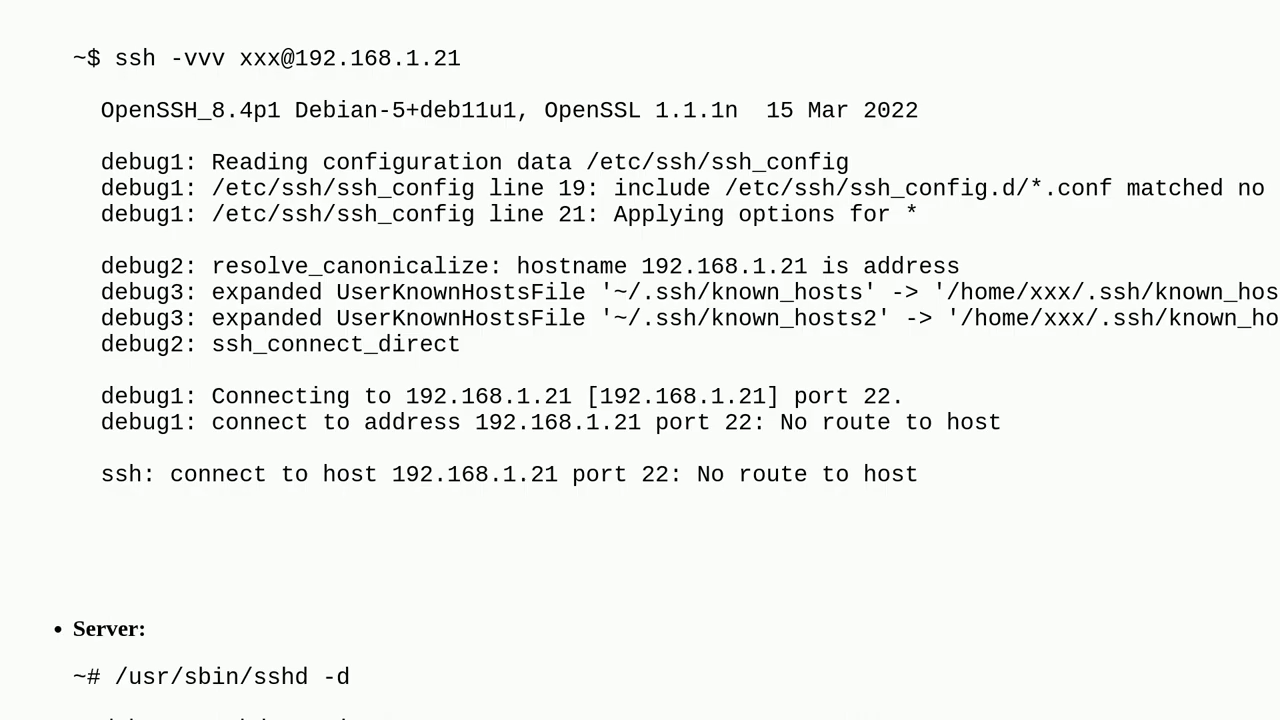 ~$ ssh -vvv xxx@192.168.1.21
OpenSSH_8.4p1 Debian-5+deb11u1, OpenSSL 1.1.1n  15 Mar 2022
debug1: Reading configuration data /etc/ssh/ssh_config
debug1: /etc/ssh/ssh_config line 19: include /etc/ssh/ssh_config.d/*.conf matched no
debug1: /etc/ssh/ssh_config line 21: Applying options for *
debug2: resolve_canonicalize: hostname 192.168.1.21 is address
debug3: expanded UserKnownHostsFile '~/.ssh/known_hosts' -> '/home/xxx/.ssh/known_hos
debug3: expanded UserKnownHostsFile '~/.ssh/known_hosts2' -> '/home/xxx/.ssh/known_ho
debug2: ssh_connect_direct
debug1: Connecting to 192.168.1.21 [192.168.1.21] port 22.
debug1: connect to address 192.168.1.21 port 22: No route to host
ssh: connect to host 192.168.1.21 port 22: No route to host
• Server:
~# /usr/sbin/sshd -d